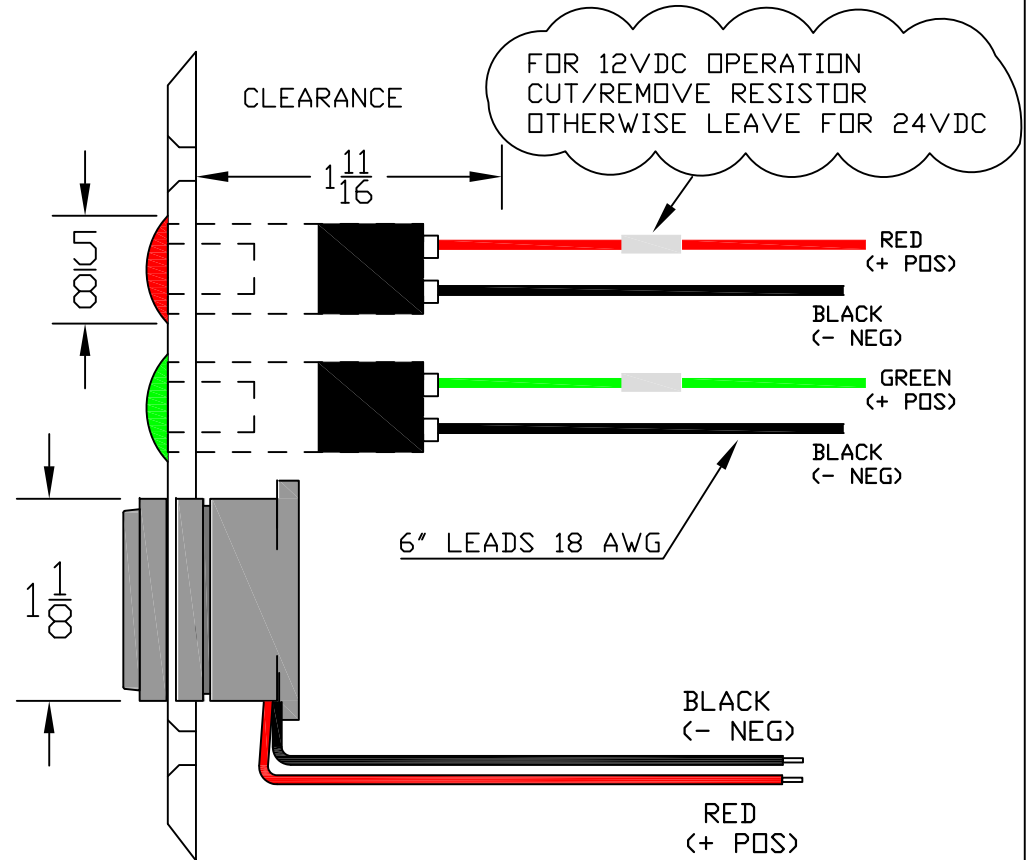 FOR 12VDC OPERATION
CUT/REMOVE RESISTOR
OTHERWISE LEAVE FOR 24VDC
CLEARANCE
1 11/16
5/8
RED
(+ POS)
BLACK
(- NEG)
GREEN
(+ POS)
BLACK
(- NEG)
6" LEADS 18 AWG
1 1/8
BLACK
(- NEG)
RED
(+ POS)